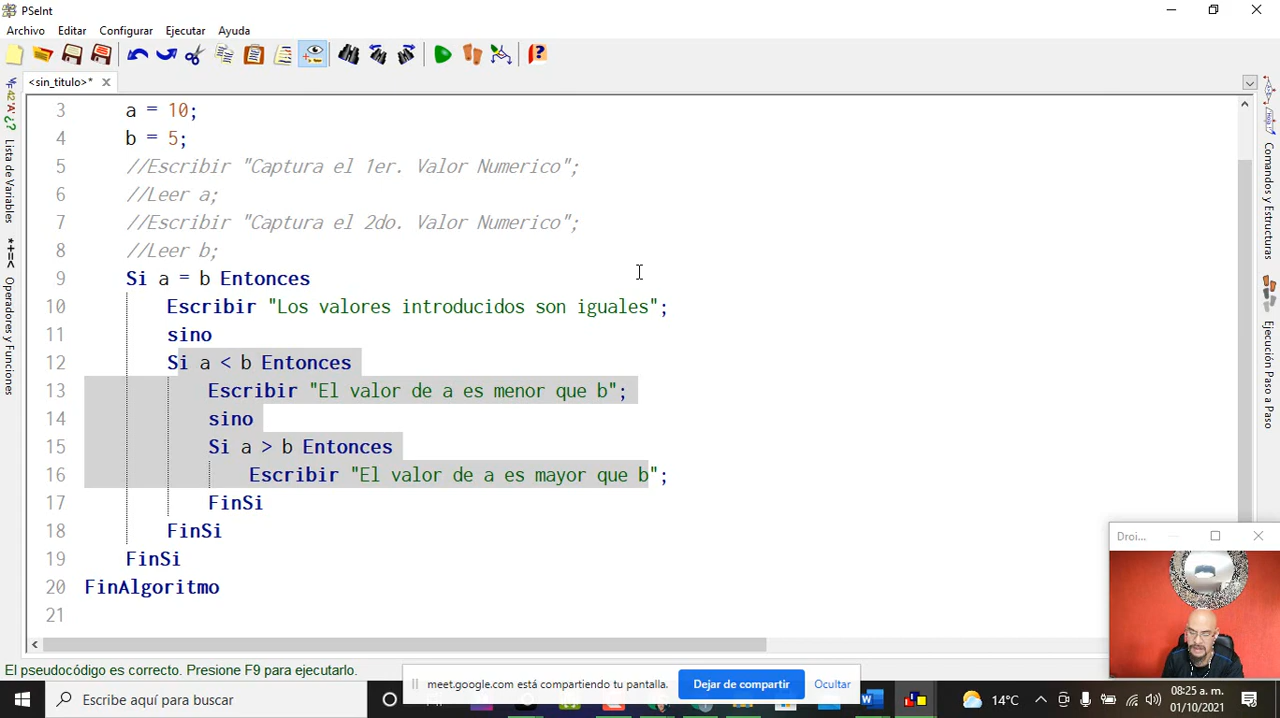 PSeInt
Archivo Editar Configurar Ejecutar Ayuda
<sin_titulo>*
3 a = 10;
4 b = 5;
5 //Escribir "Captura el 1er. Valor Numerico";
6 //Leer a;
7 //Escribir "Captura el 2do. Valor Numerico";
8 //Leer b;
9 Si a = b Entonces
10 Escribir "Los valores introducidos son iguales";
11 sino
12 Si a < b Entonces
13 Escribir "El valor de a es menor que b";
14 sino
15 Si a > b Entonces
16 Escribir "El valor de a es mayor que b";
17 FinSi
18 FinSi
19 FinSi
20 FinAlgoritmo
21
Lista de Variables
*+=< Operadores y Funciones
Comandos y Estructuras
Ejecución Paso a Paso
El pseudocódigo es correcto. Presione F9 para ejecutarlo.
meet.google.com está compartiendo tu pantalla.
Dejar de compartir
Ocultar
Droi...
Escribe aquí para buscar
14°C
08:25 a. m.
01/10/2021